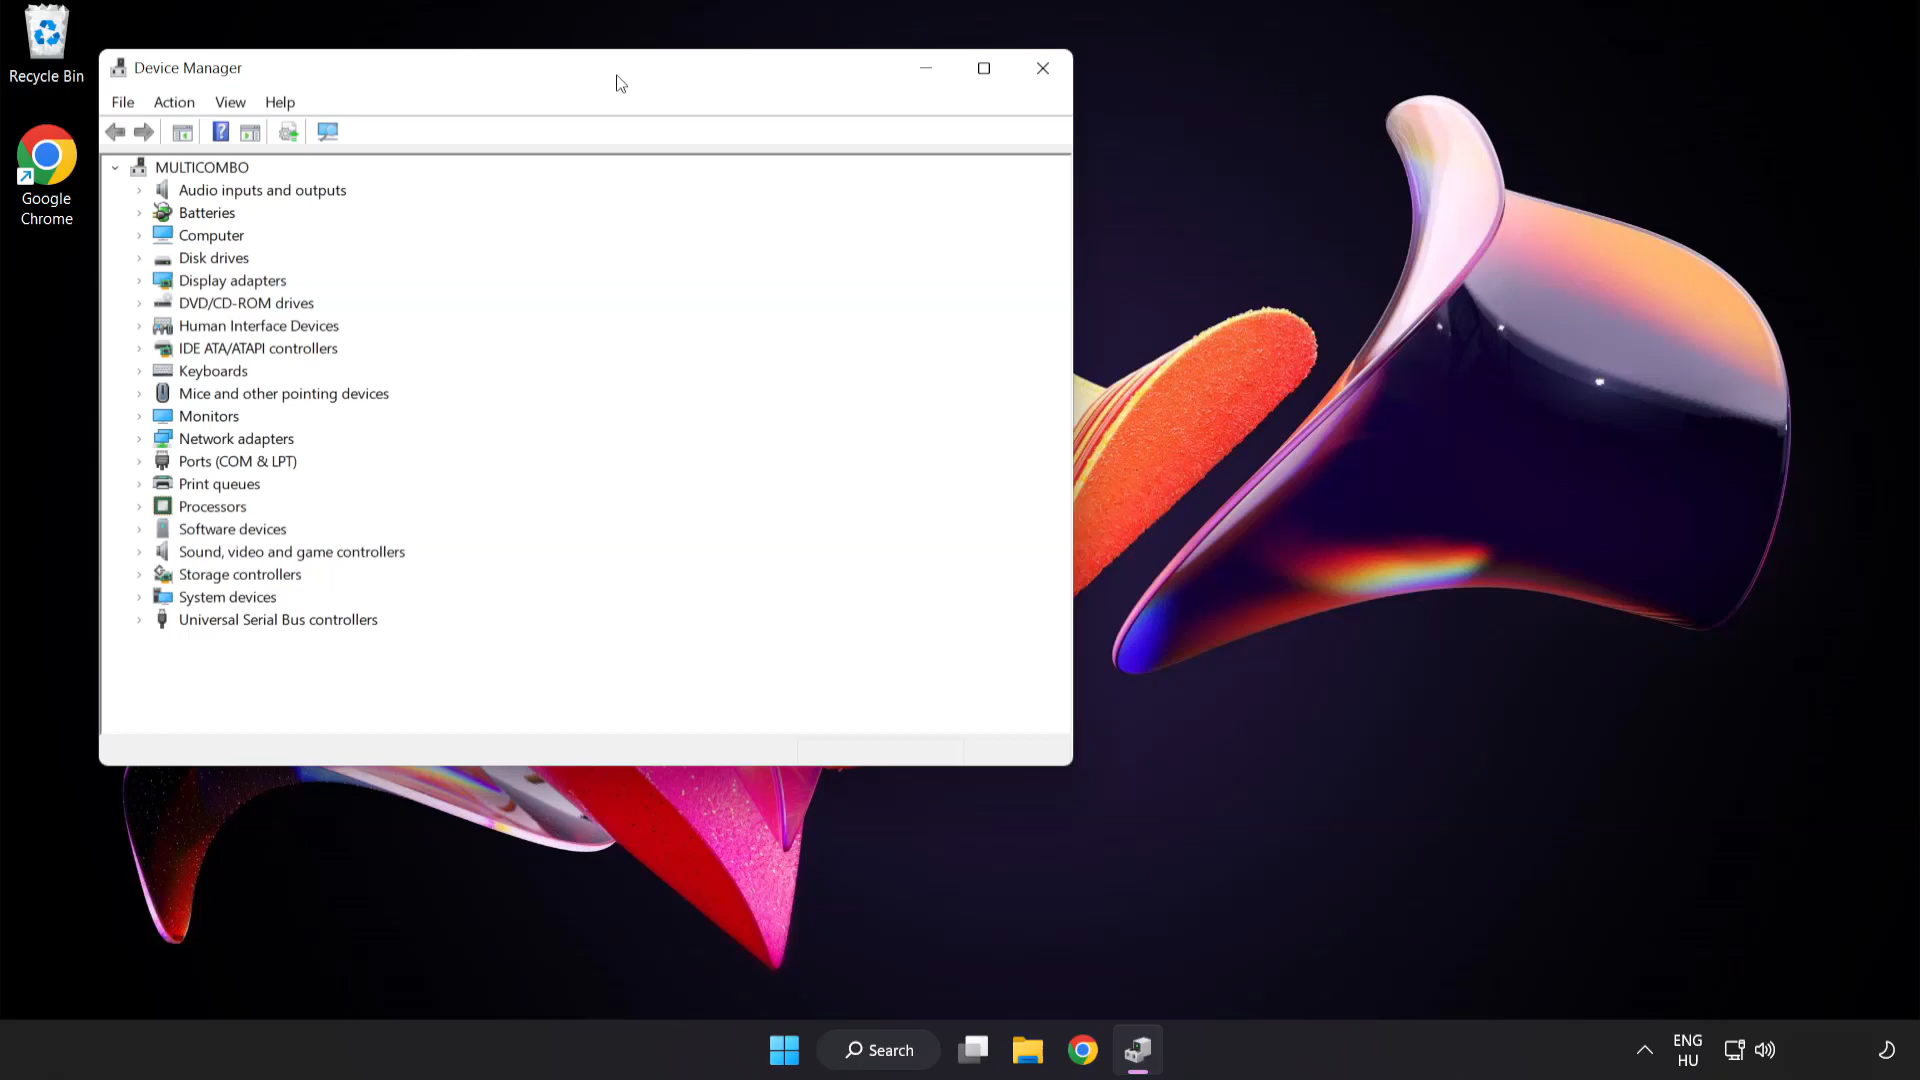 Recycle Bin
Google
Chrome
Device Manager
File Action View Help
MULTICOMBO
Audio inputs and outputs
Batteries
Computer
Disk drives
Display adapters
DVD/CD-ROM drives
Human Interface Devices
IDE ATA/ATAPI controllers
Keyboards
Mice and other pointing devices
Monitors
Network adapters
Ports (COM & LPT)
Print queues
Processors
Software devices
Sound, video and game controllers
Storage controllers
System devices
Universal Serial Bus controllers
Search
ENG
HU